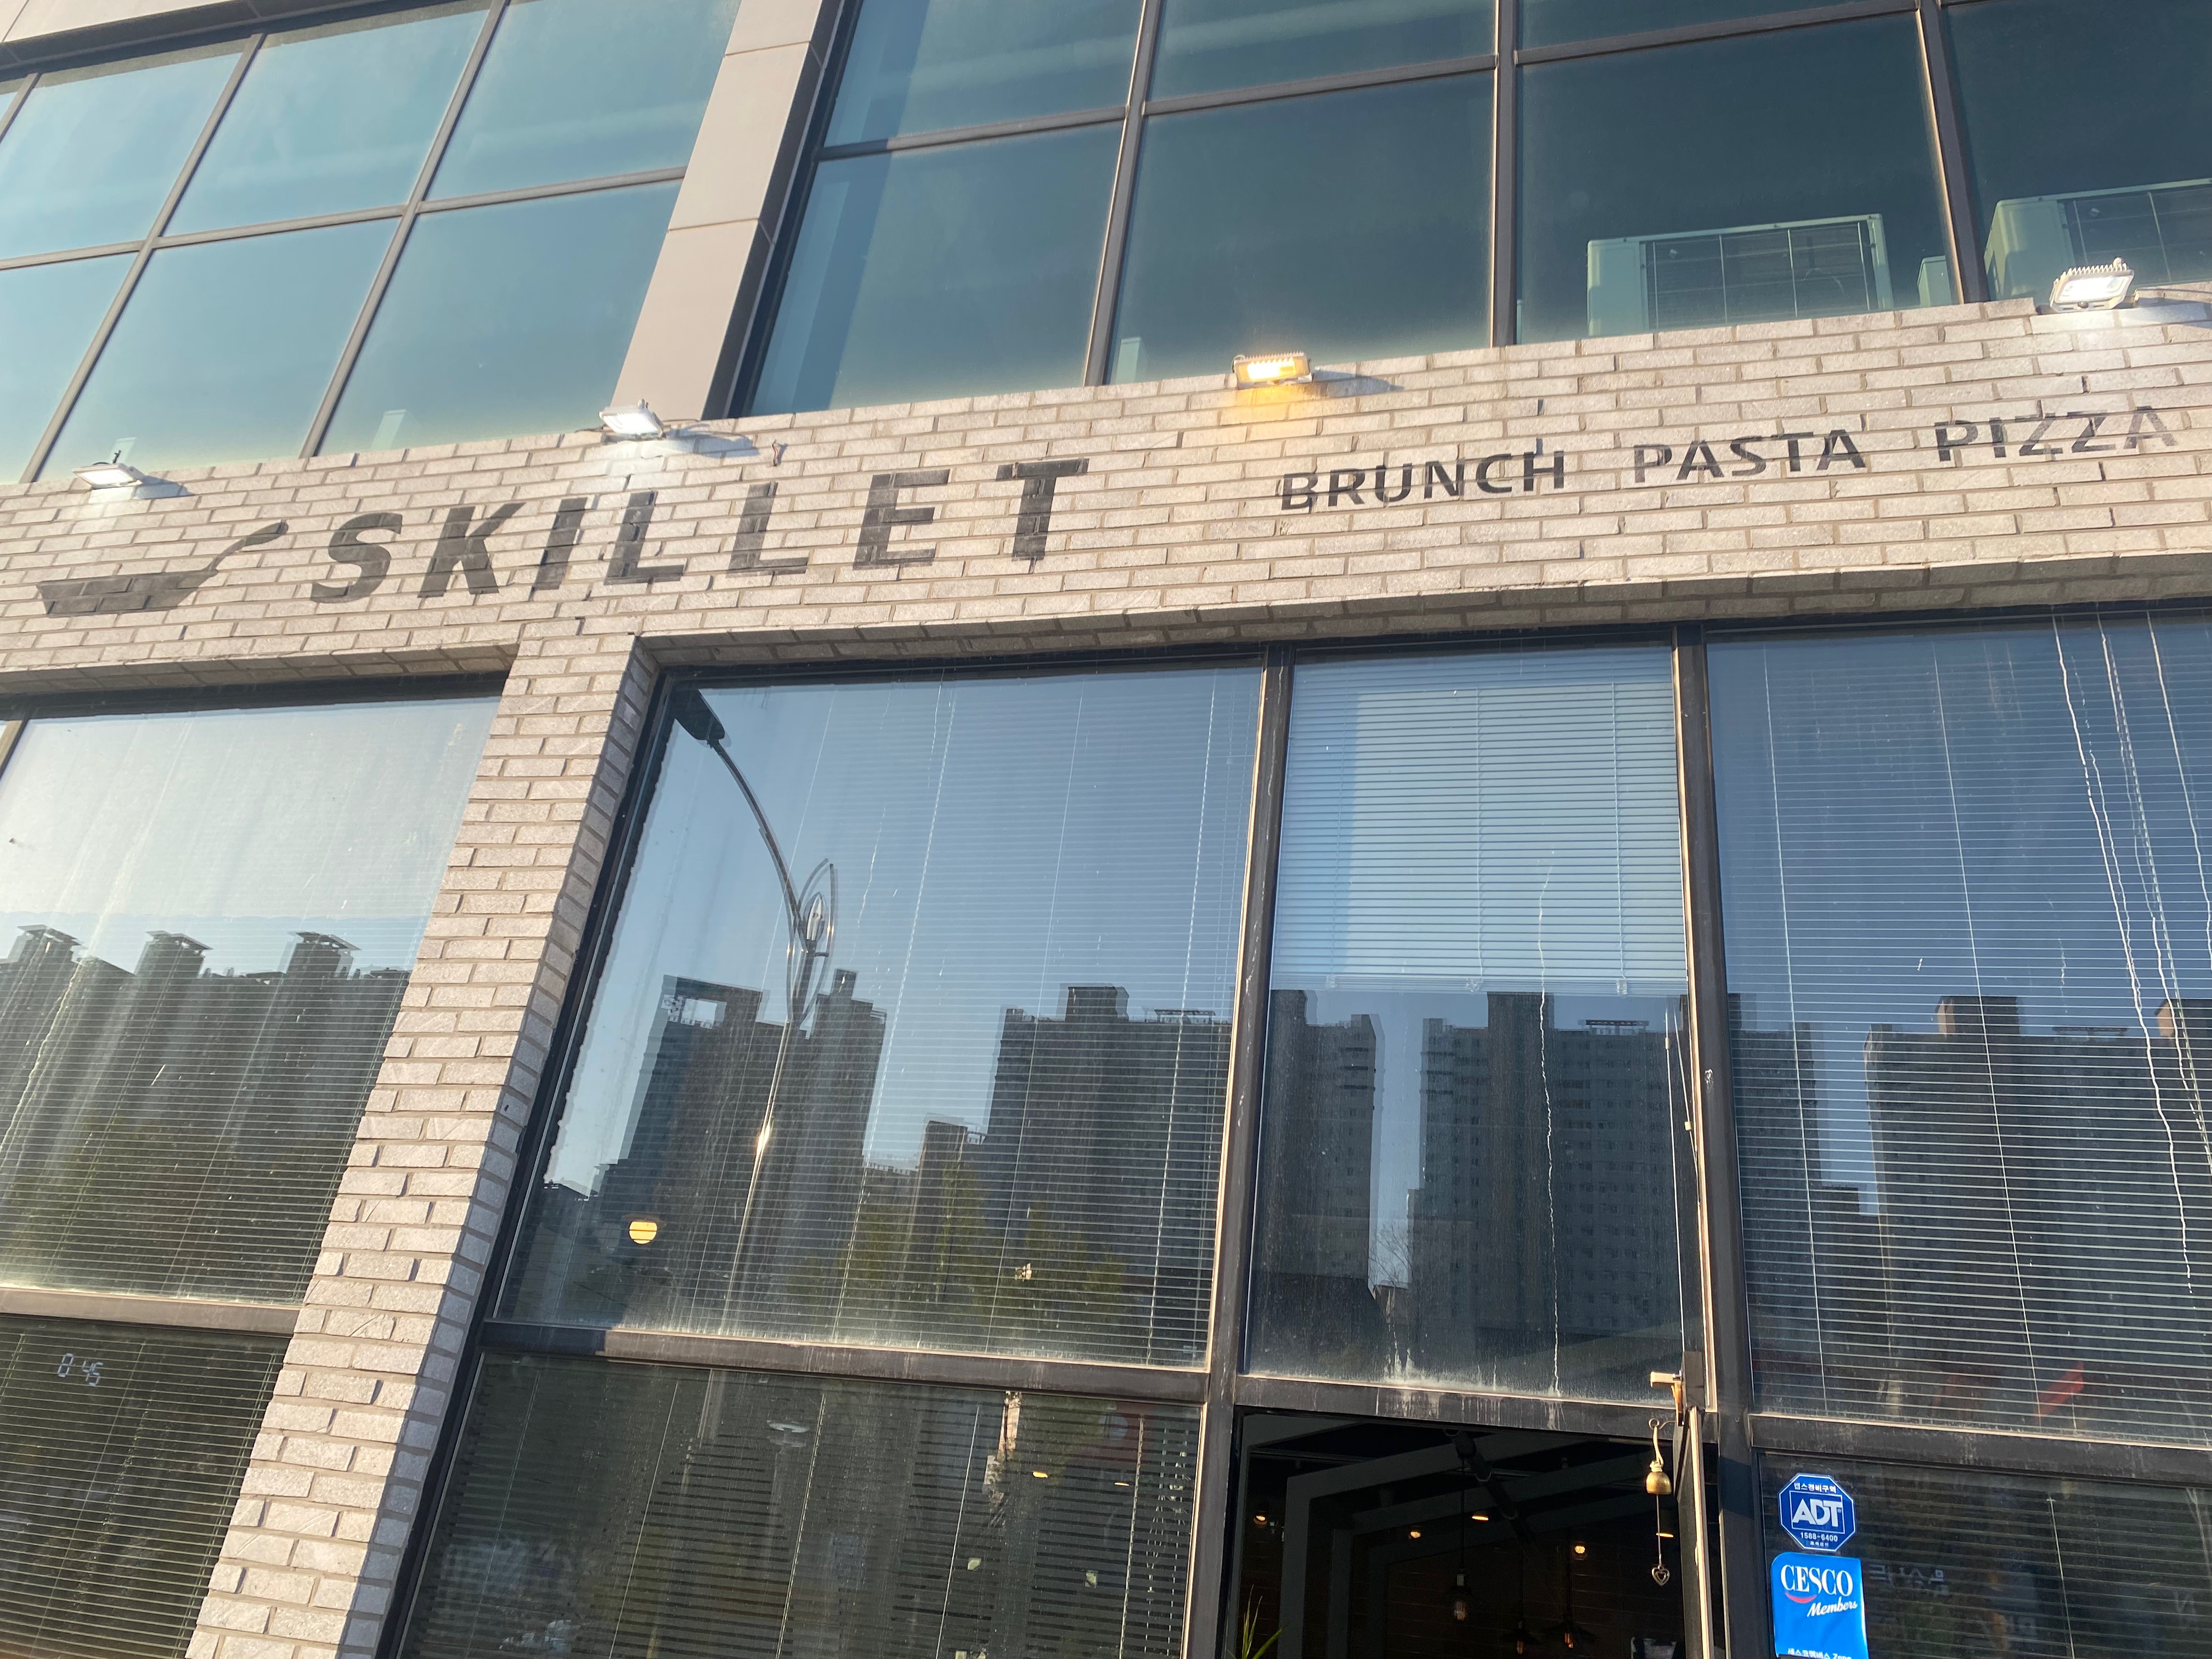 SKILLET
BRUNCH PASTA PIZZA
ADT
1588-6400
CESCO
Members